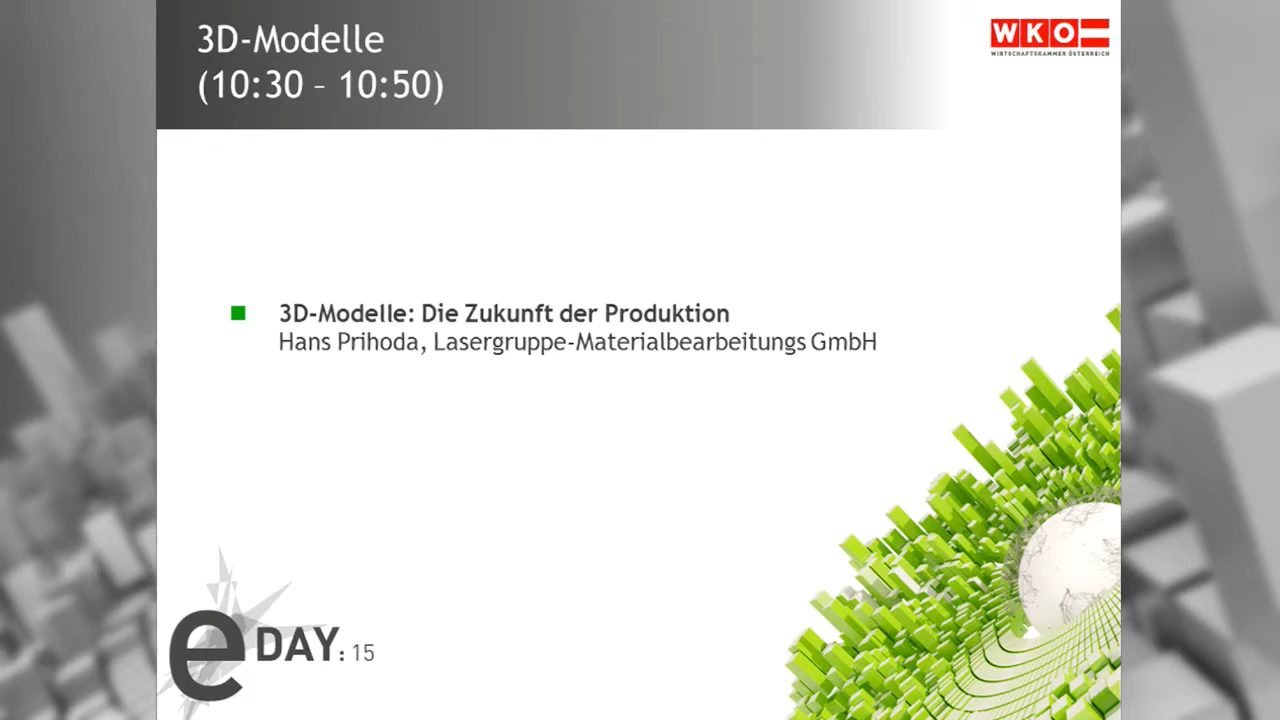 3D-Modelle
(10:30 – 10:50)
WKO
WIRTSCHAFTSKAMMER ÖSTERREICH
3D-Modelle: Die Zukunft der Produktion
Hans Prihoda, Lasergruppe-Materialbearbeitungs GmbH
e DAY: 15